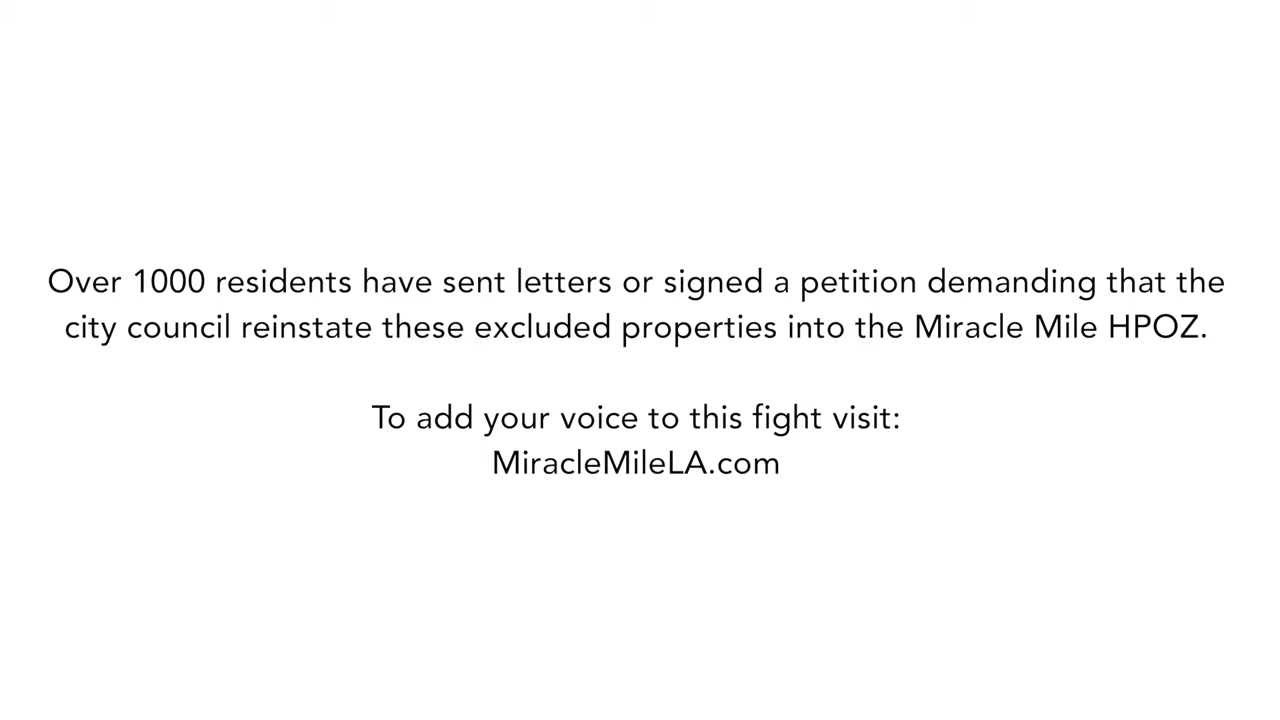 Over 1000 residents have sent letters or signed a petition demanding that the
city council reinstate these excluded properties into the Miracle Mile HPOZ.
To add your voice to this fight visit:
MiracleMileLA.com